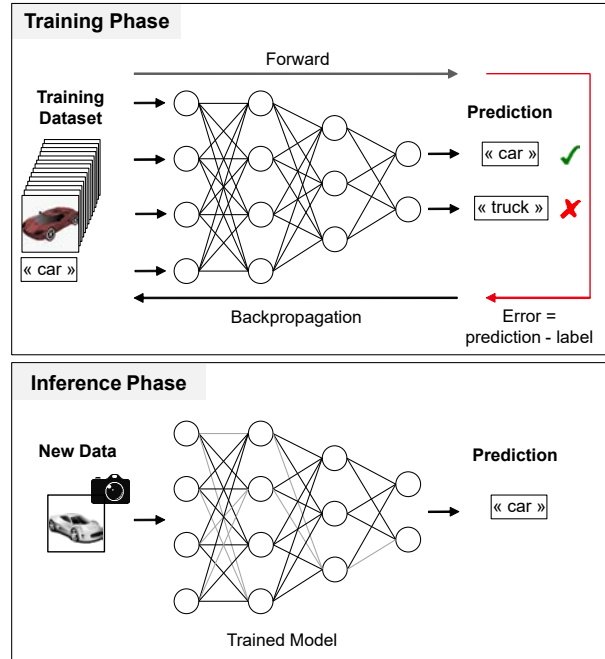 Training Phase
Forward
Training
Dataset
Prediction
« car »
« truck »
« car »
Backpropagation
Error =
prediction - label
Inference Phase
New Data
Prediction
« car »
Trained Model